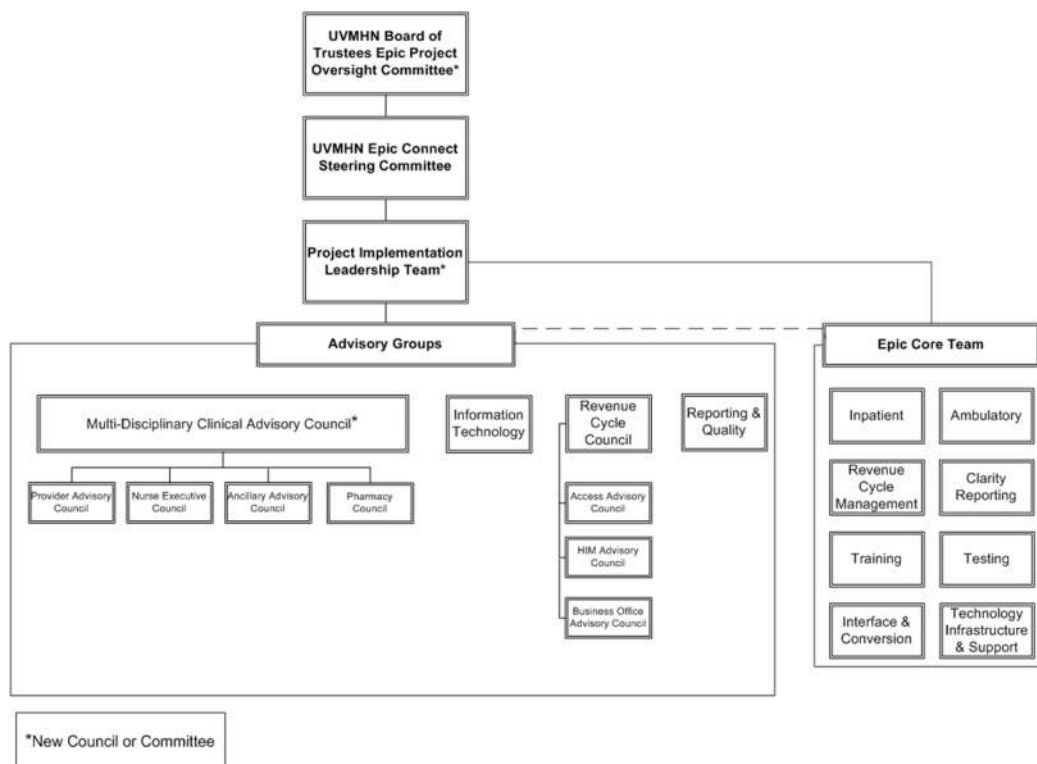 UVMHN Board of
Trustees Epic Project
Oversight Committee*
UVMHN Epic Connect
Steering Committee
Project Implementation
Leadership Team*
Advisory Groups
Multi-Disciplinary Clinical Advisory Council*
Provider Advisory
Council
Nurse Executive
Council
Ancillary Advisory
Council
Pharmacy
Council
Information
Technology
Revenue
Cycle
Council
Access Advisory
Council
HIM Advisory
Council
Business Office
Advisory Council
Reporting &
Quality
Epic Core Team
Inpatient
Ambulatory
Revenue
Cycle
Management
Clarity
Reporting
Training
Testing
Interface &
Conversion
Technology
Infrastructure
& Support
*New Council or Committee